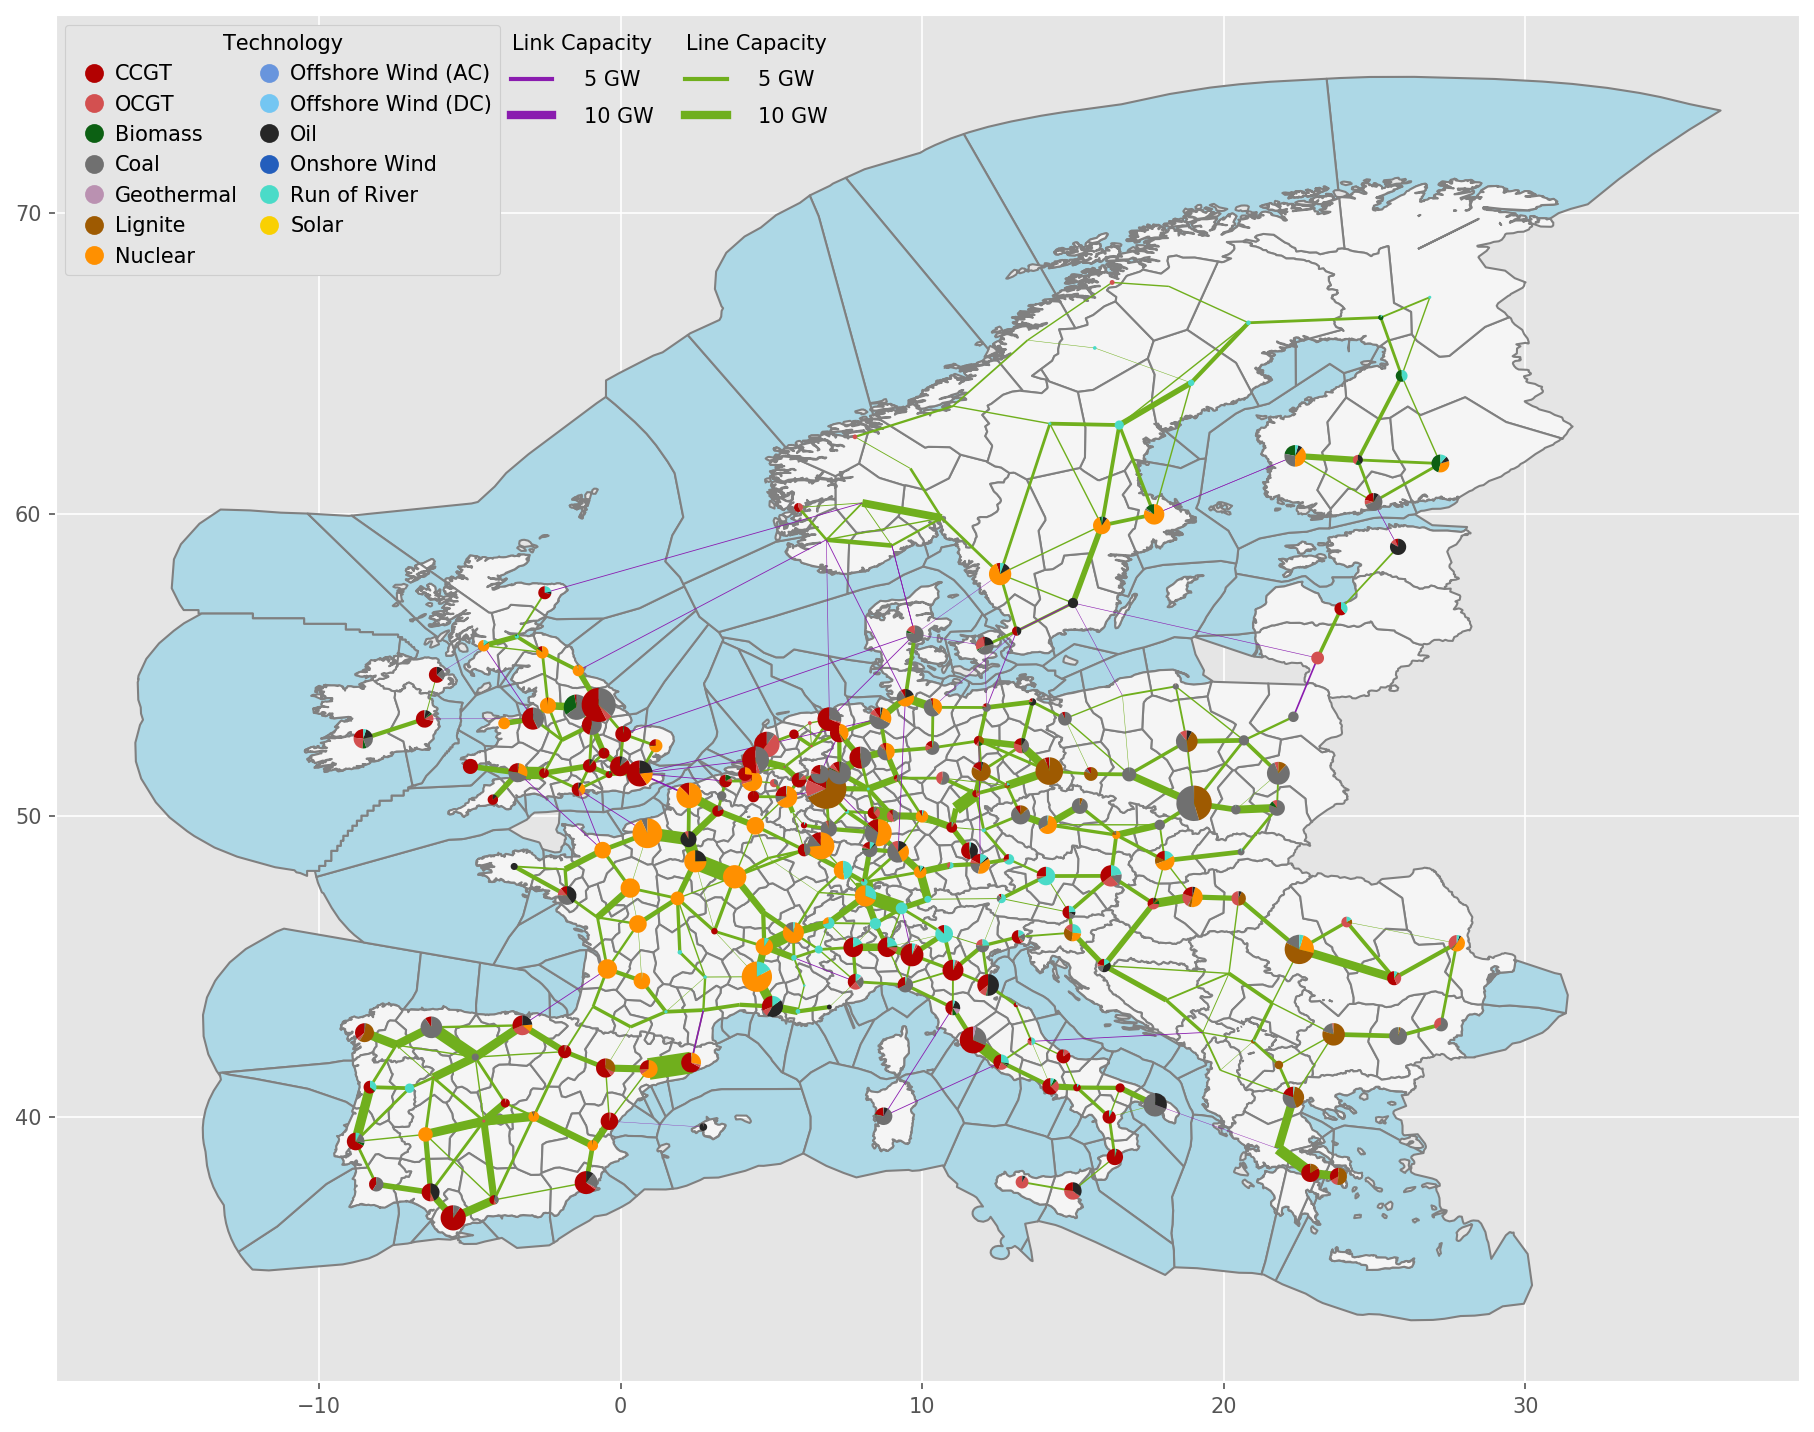 Technology
CCGT
OCGT
Biomass
Coal
Geothermal
Lignite
Nuclear
Offshore Wind (AC)
Offshore Wind (DC)
Oil
Onshore Wind
Run of River
Solar
Link Capacity
5 GW
10 GW
Line Capacity
5 GW
10 GW
70
60
50
40
−10
0
10
20
30